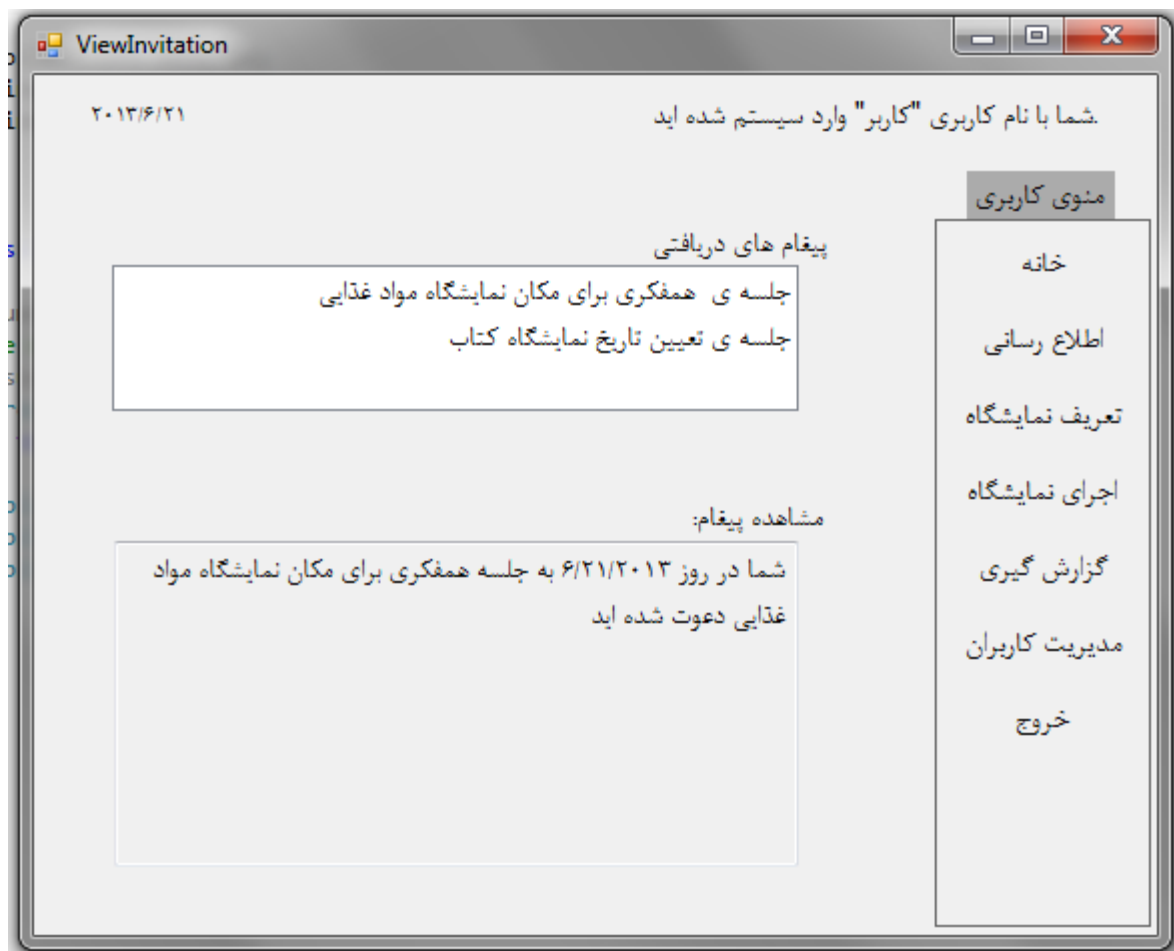 ViewInvitation
.شما با نام کاربری "کاربر" وارد سیستم شده اید
۲۰۱۳/۶/۲۱
منوی کاربری
خانه
اطلاع رسانی
تعریف نمایشگاه
اجرای نمایشگاه
گزارش گیری
مدیریت کاربران
خروج
پیغام های دریافتی
جلسه ی  همفکری برای مکان نمایشگاه مواد غذایی
جلسه ی تعیین تاریخ نمایشگاه کتاب
مشاهده پیغام:
شما در روز ۶/۲۱/۲۰۱۳ به جلسه همفکری برای مکان نمایشگاه مواد
غذایی دعوت شده اید